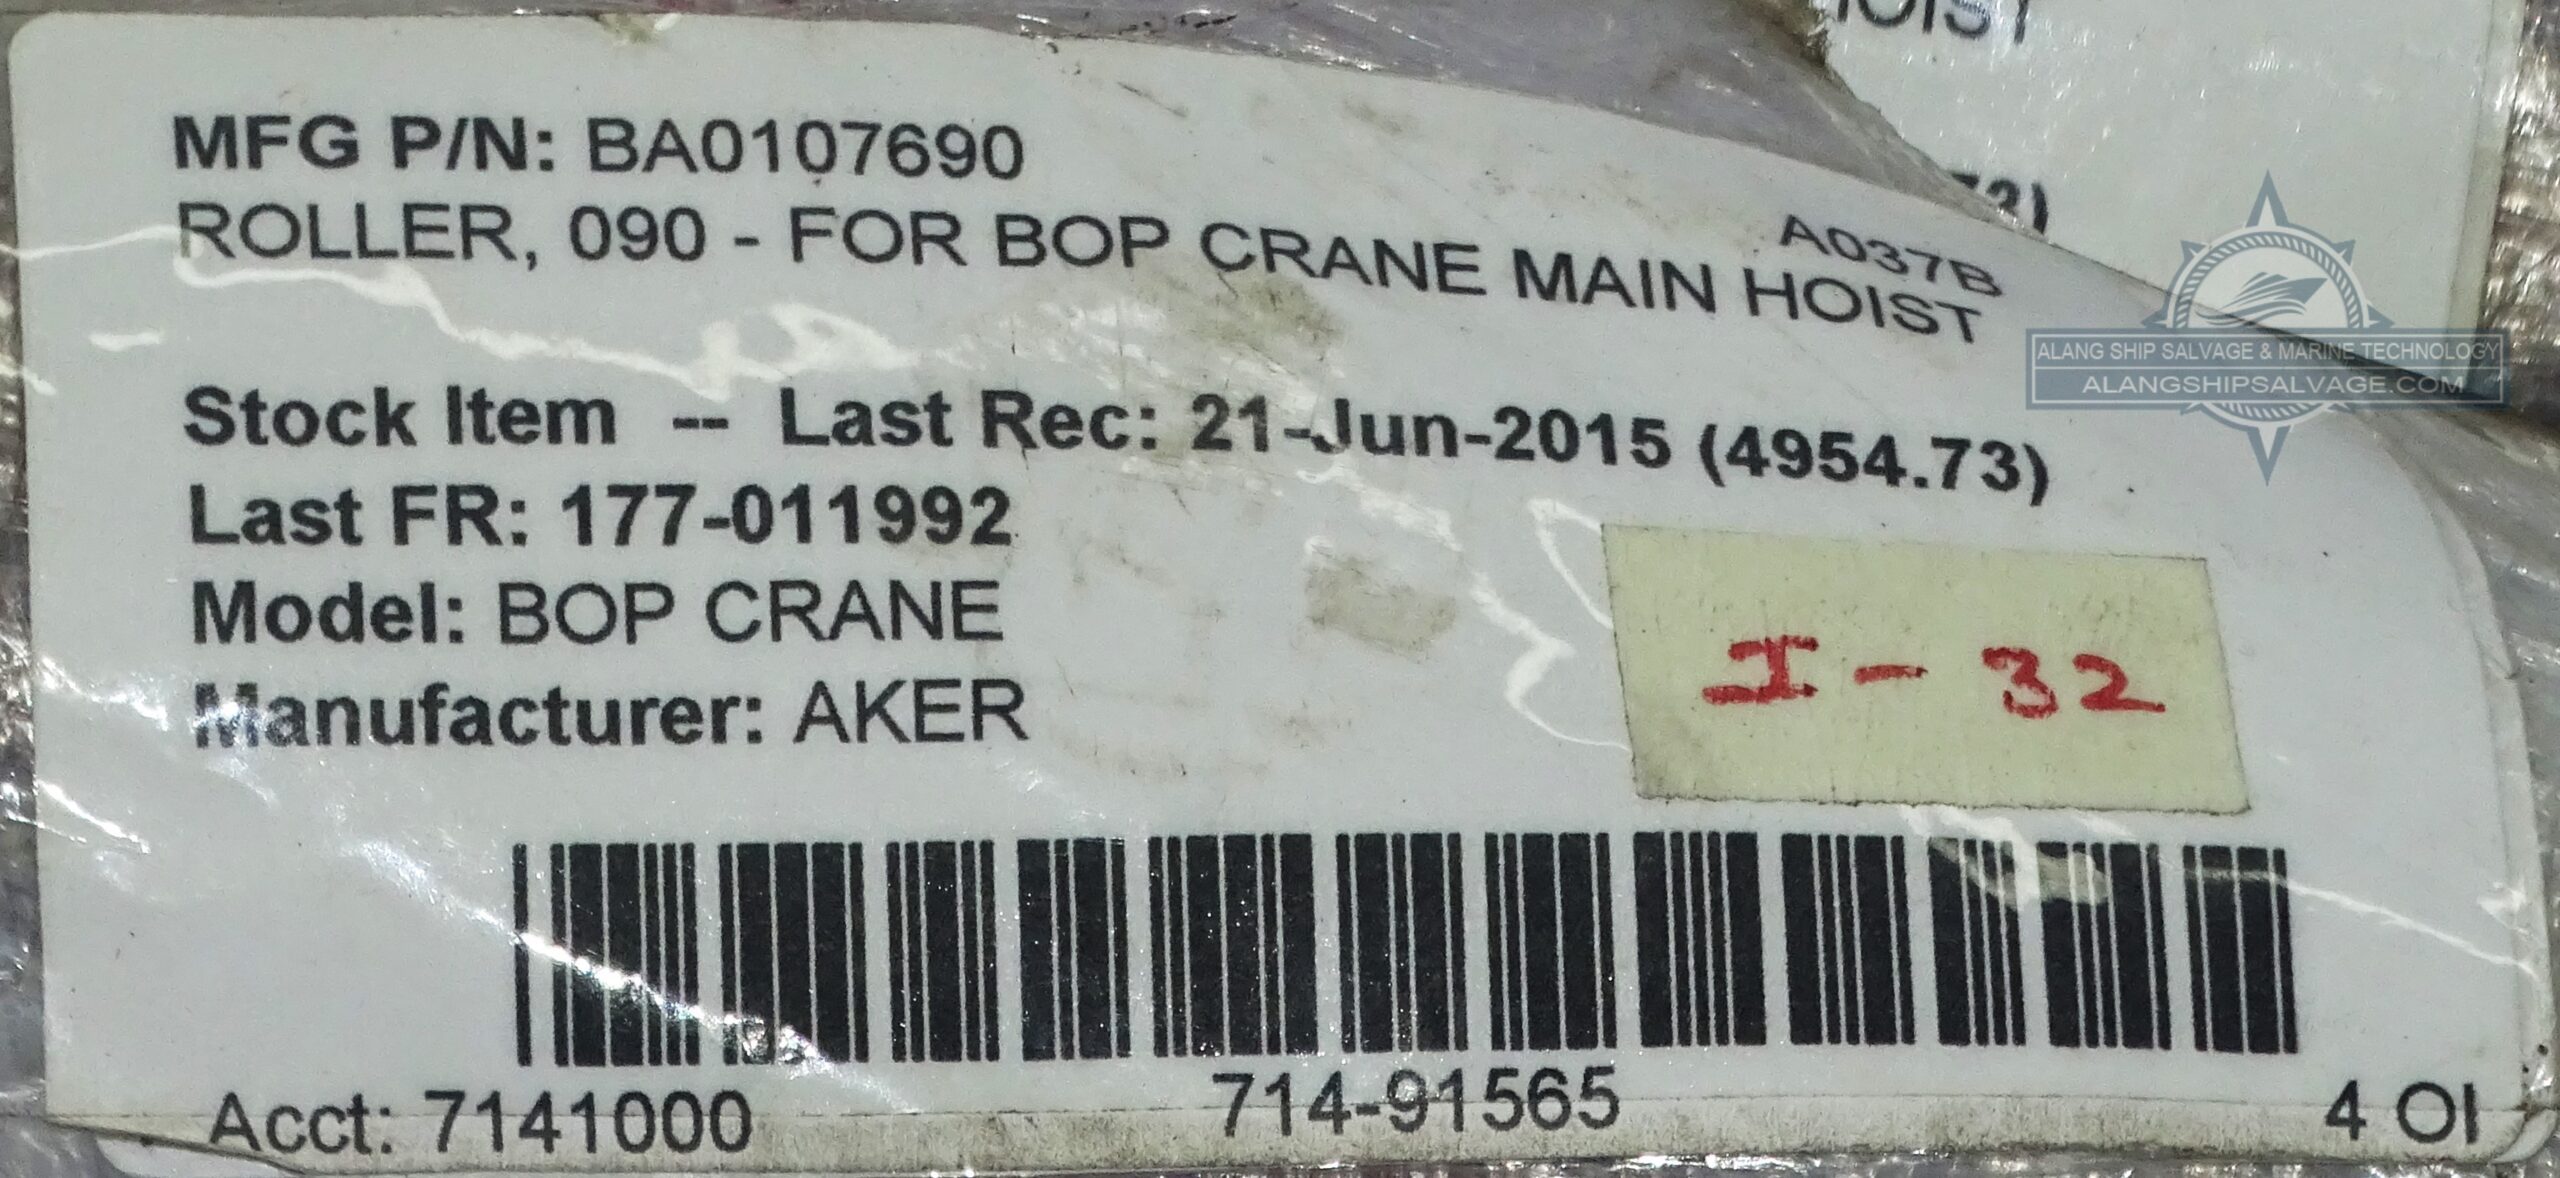 HOIST
MFG P/N: BA0107690
ROLLER, 090 - FOR BOP CRANE MAIN HOIST
A037B
ALANG SHIP SALVAGE & MARINE TECHNOLOGY
ALANGSHIPSALVAGE.COM
Stock Item -- Last Rec: 21-Jun-2015 (4954.73)
Last FR: 177-011992
Model: BOP CRANE
I - 32
Manufacturer: AKER
Acct: 7141000
714-91565
4 OI